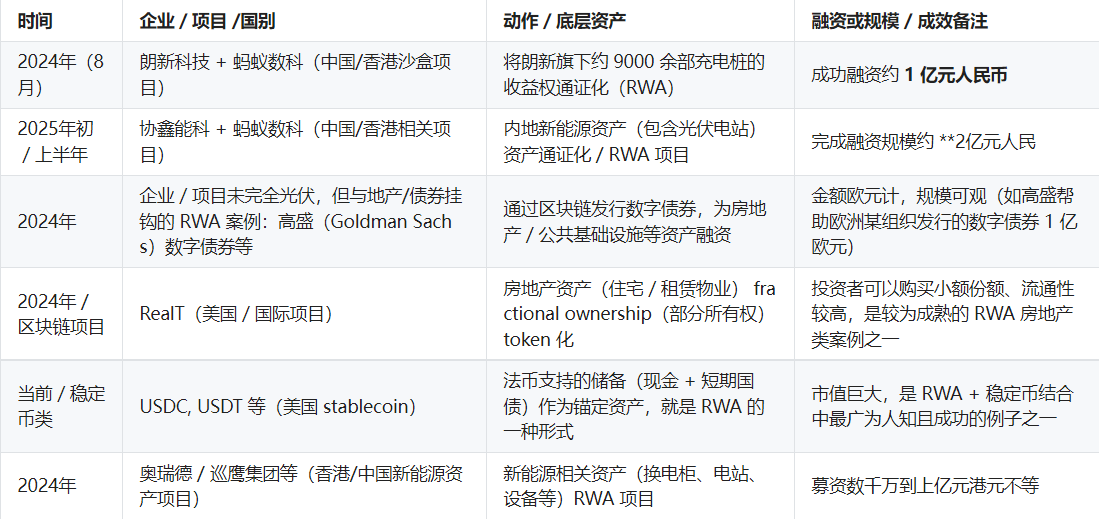 时间
企业 / 项目 /国别
动作 / 底层资产
融资或规模 / 成效备注
2024年（8
月）
朗新科技 + 蚂蚁数科（中国/香港沙盒项
目）
将朗新旗下约 9000 余部充电桩的
收益权通证化（RWA）
成功融资约 1 亿元人民币
2025年初
/ 上半年
协鑫能科 + 蚂蚁数科（中国/香港相关项
目）
内地新能源资产（包含光伏电站）
资产通证化 / RWA 项目
完成融资规模约 **2亿元人民
2024年
企业 / 项目未完全光伏，但与地产/债券挂
钩的 RWA 案例：高盛（Goldman Sach
s）数字债券等
通过区块链发行数字债券，为房地
产 / 公共基础设施等资产融资
金额欧元计，规模可观（如高盛帮
助欧洲某组织发行的数字债券 1 亿
欧元）
2024年 /
区块链项目
RealT（美国 / 国际项目）
房地产资产（住宅 / 租赁物业） fra
ctional ownership（部分所有权）
token 化
投资者可以购买小额份额、流通性
较高，是较为成熟的 RWA 房地产
类案例之一
当前 / 稳定
币类
USDC, USDT 等（美国 stablecoin）
法币支持的储备（现金 + 短期国
债）作为锚定资产，就是 RWA 的
一种形式
市值巨大，是 RWA + 稳定币结合
中最广为人知且成功的例子之一
2024年
奥瑞德 / 巡鹰集团等（香港/中国新能源资
产项目）
新能源相关资产（换电柜、电站、
设备等）RWA 项目
募资数千万到上亿元港元不等